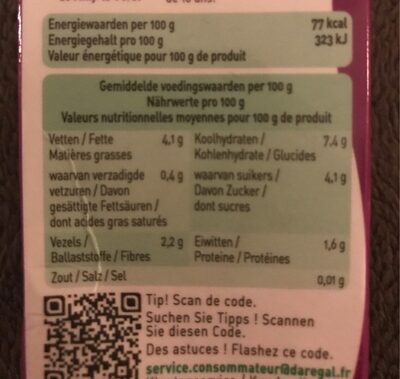 Energiewaarden per 100 g 77 kcal
Energiegehalt pro 100 g 323 kJ
Valeur énergétique pour 100 g de produit
Gemiddelde voedingswaarden per 100 g
Nährwerte pro 100 g
Valeurs nutritionnelles moyennes pour 100 g de produit
Vetten / Fette 4,1 g Koolhydraten / 7,4 g
Matières grasses Kohlenhydrate / Glucides
waarvan verzadigde 0,4 g waarvan suikers / 4,1 g
vetzuren / Davon Davon Zucker /
gesättigte Fettsäuren / dont sucres
dont acides gras saturés
Vezels / 2,2 g Eiwitten / 1,6 g
Ballaststoffe / Fibres Proteine / Protéines
Zout / Salz / Sel 0,01 g
Tip! Scan de code.
Suchen Sie Tipps ! Scannen
Sie diesen Code.
Des astuces ! Flashez ce code.
service.consommateur@daregal.fr